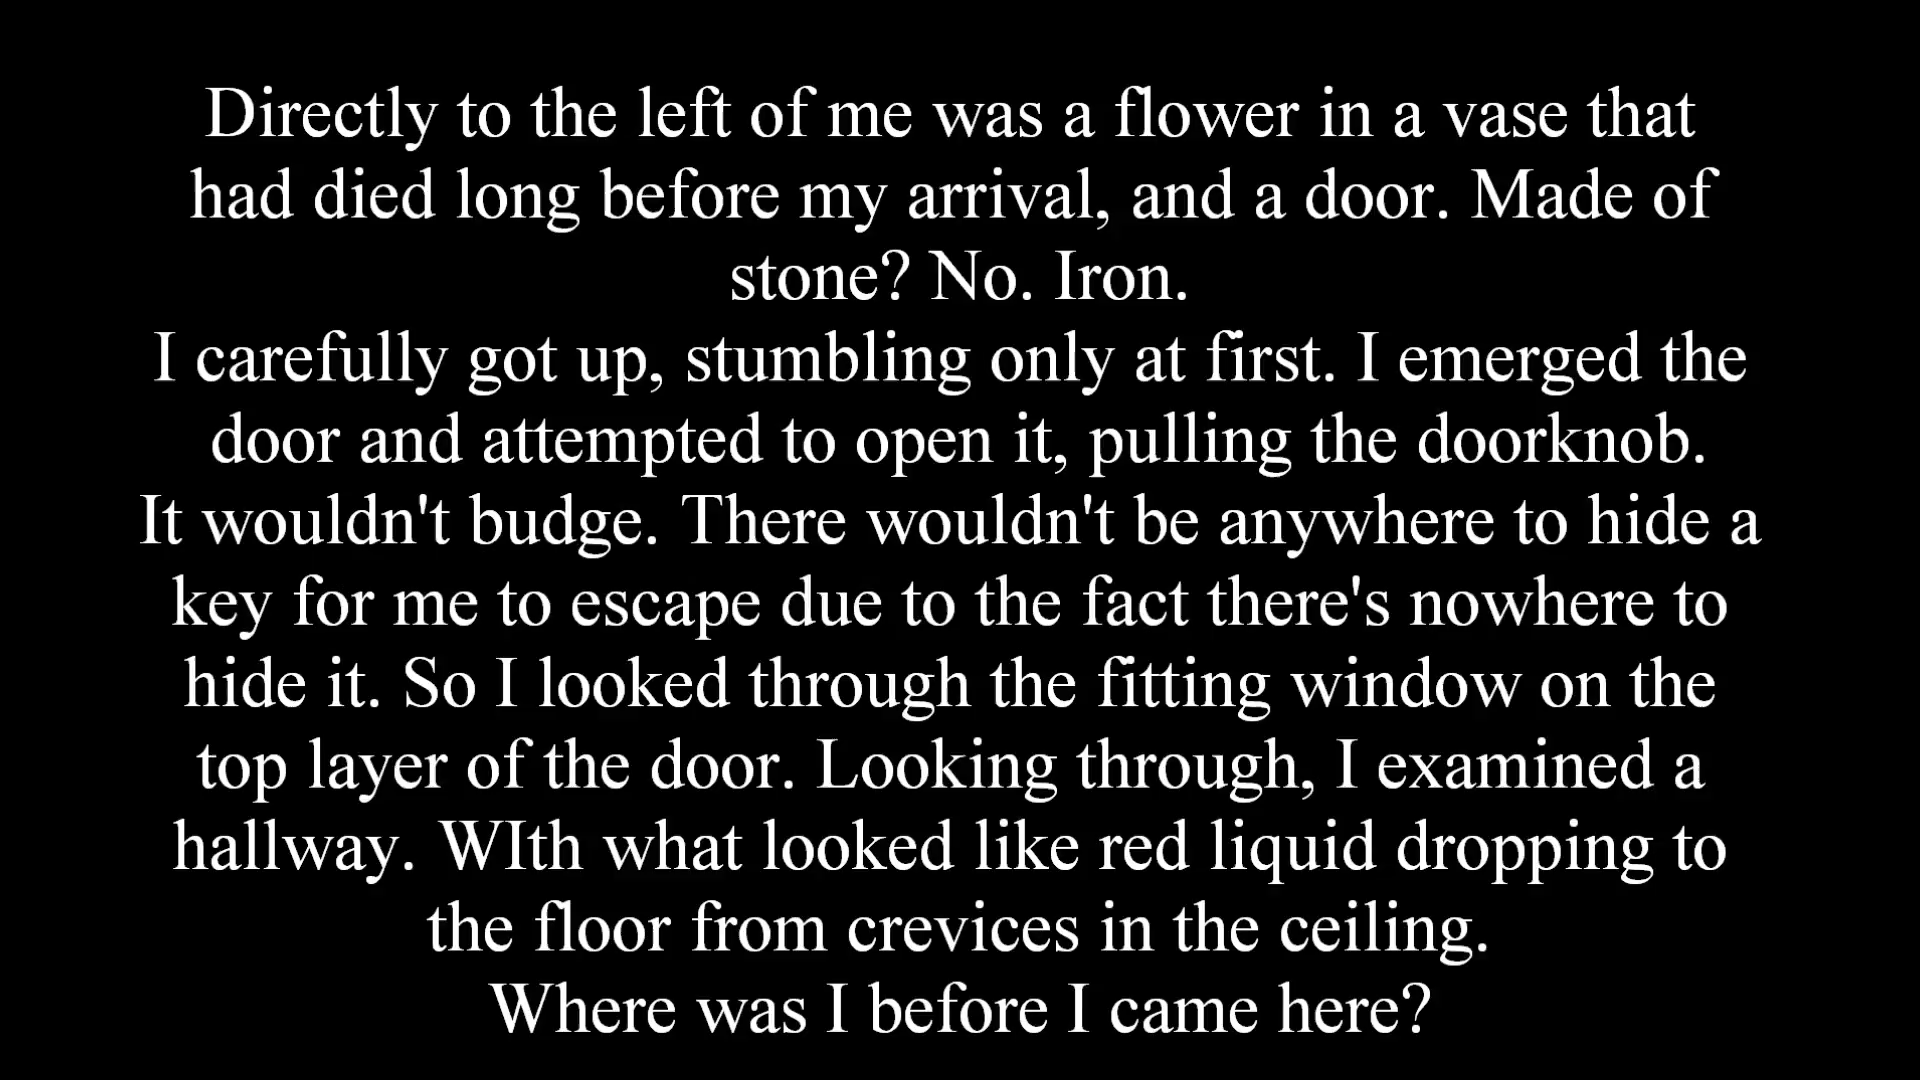 Directly to the left of me was a flower in a vase that
had died long before my arrival, and a door. Made of
stone? No. Iron.
I carefully got up, stumbling only at first. I emerged the
door and attempted to open it, pulling the doorknob.
It wouldn't budge. There wouldn't be anywhere to hide a
key for me to escape due to the fact there's nowhere to
hide it. So I looked through the fitting window on the
top layer of the door. Looking through, I examined a
hallway. WIth what looked like red liquid dropping to
the floor from crevices in the ceiling.
Where was I before I came here?